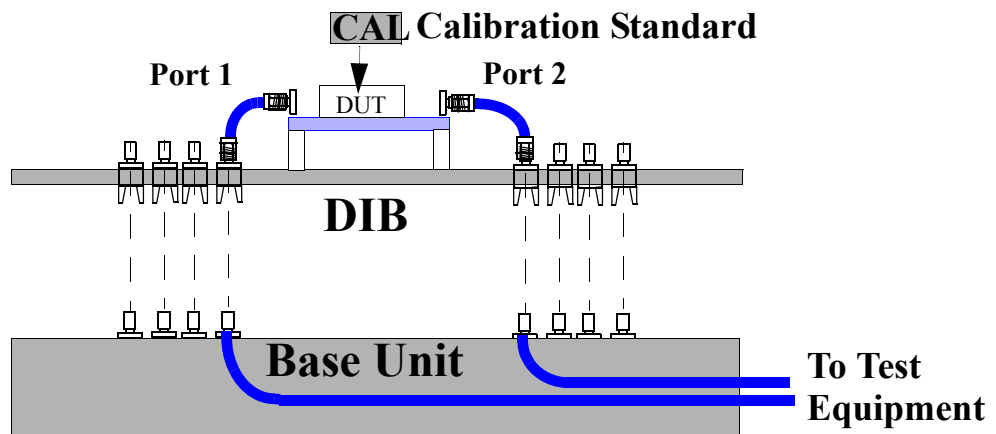 CAL Calibration Standard
Port 1
Port 2
DUT
DIB
Base Unit
To Test
Equipment